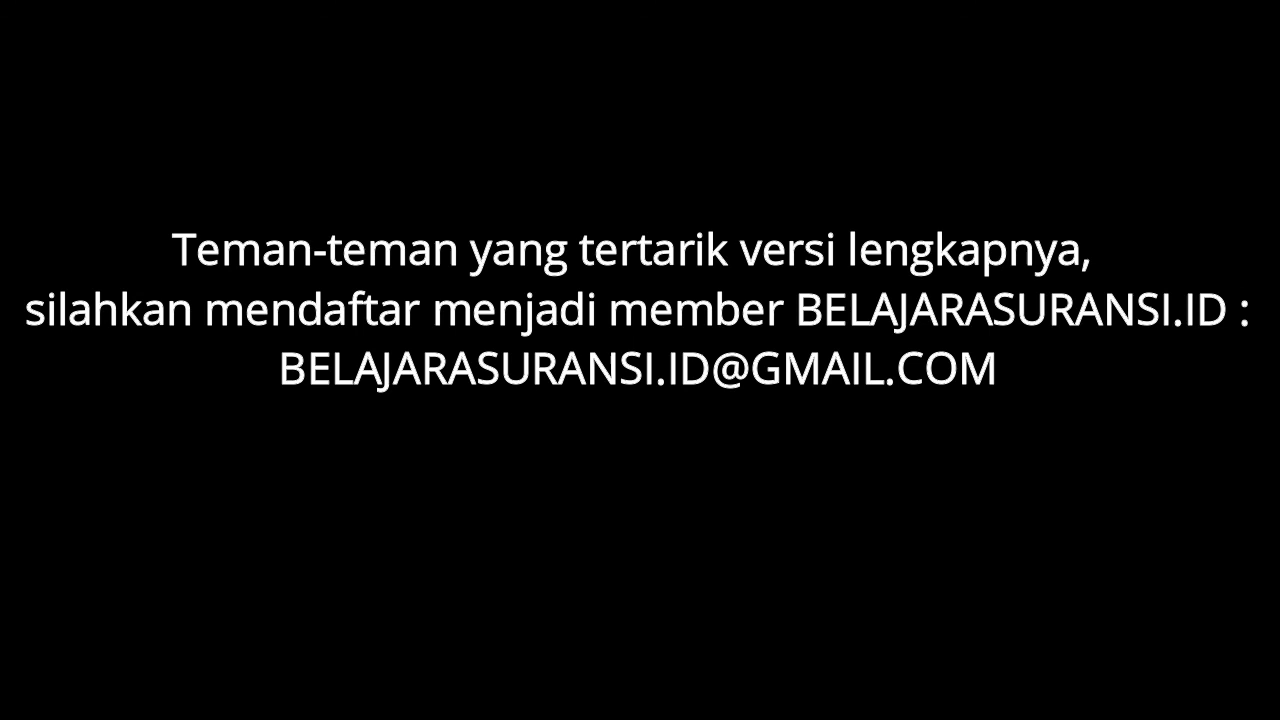 Teman-teman yang tertarik versi lengkapnya,
silahkan mendaftar menjadi member BELAJARASURANSI.ID :
BELAJARASURANSI.ID@GMAIL.COM